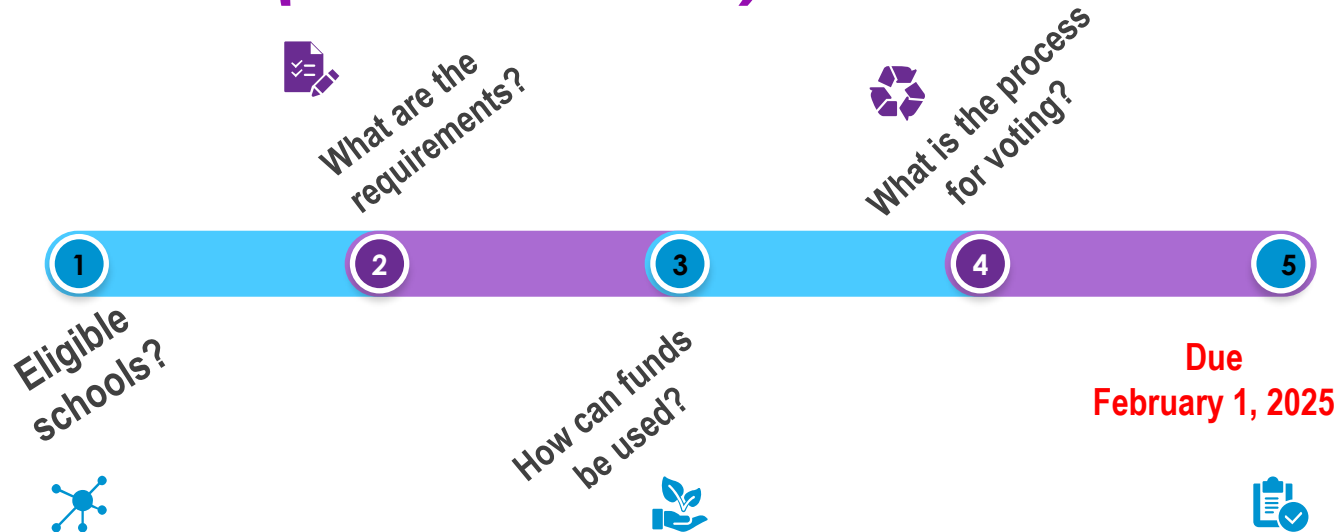 What are the
requirements?
What is the process
for voting?
1
2
3
4
5
Eligible
schools?
How can funds
be used?
Due
February 1, 2025